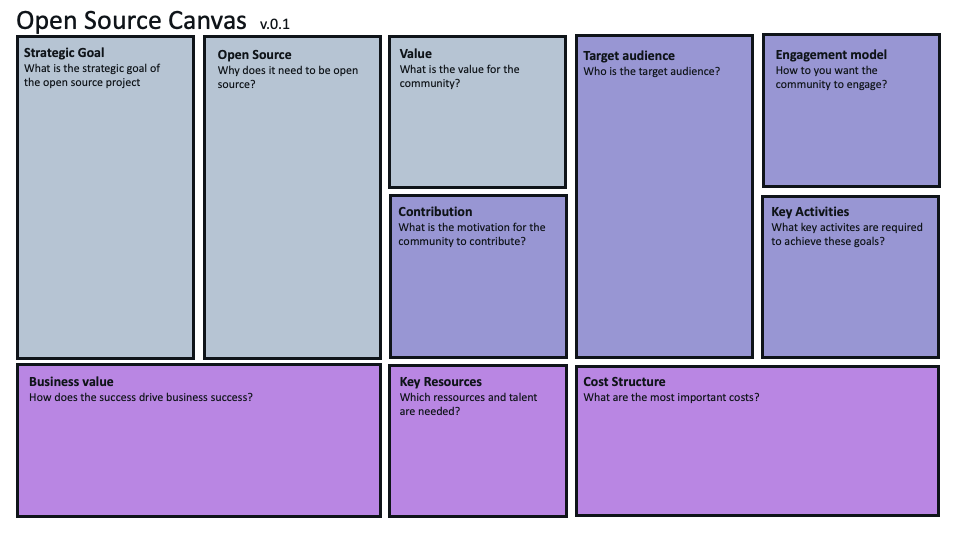 Open Source Canvas v.0.1
Strategic Goal
What is the strategic goal of
the open source project
Open Source
Why does it need to be open
source?
Value
What is the value for the
community?
Contribution
What is the motivation for the
community to contribute?
Target audience
Who is the target audience?
Engagement model
How to you want the
community to engage?
Key Activities
What key activites are required
to achieve these goals?
Business value
How does the success drive business success?
Key Resources
Which ressources and talent
are needed?
Cost Structure
What are the most important costs?